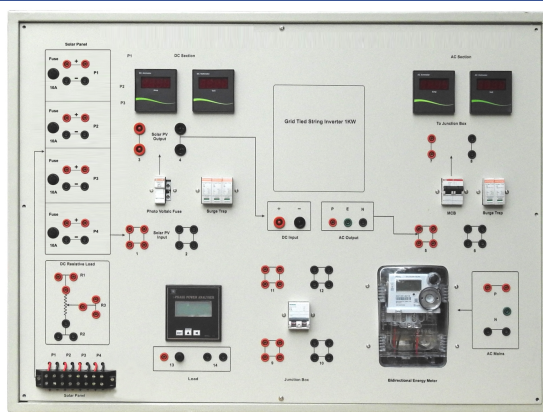 Solar Panel
P1
DC Section
AC Section
Fuse
+
P1
-
10A
P2
P3
Fuse
+
P2
-
10A
Grid Tied String Inverter 1KW
To Junction Box
Solar PV
Output
3
4
7
8
Fuse
+
P3
-
10A
Photo Voltaic Fuse
Surge Trap
MCB
Surge Trap
Fuse
+
P4
-
10A
Solar PV
Input
1
2
+
-
DC Input
P
E
N
AC Output
5
6
DC Resistive Load
R1
R3
R2
11
12
P
N
AC Mains
P1
P2
P3
P4
13
14
Load
9
10
Solar Panel
Junction Box
Bidirectional Energy Meter